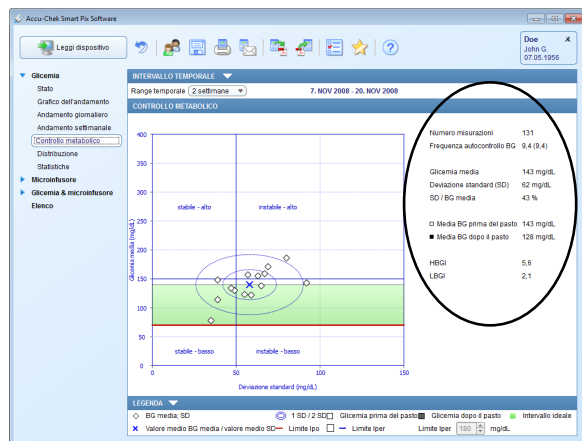 Accu-Chek Smart Pix Software
Leggi dispositivo
Doe
John G.
07.05.1956
Glicemia
Stato
Grafico dell'andamento
Andamento giornaliero
Andamento settimanale
Controllo metabolico
Distribuzione
Statistiche
Microinfusore
Glicemia & microinfusore
Elenco
INTERVALLO TEMPORALE
Range temporale 2 settimane 7. NOV 2008 - 20. NOV 2008
CONTROLLO METABOLICO
Glicemia media (mg/dL)
400
350
300
250
200
150
100
50
0
stabile - alto instabile - alto
stabile - basso instabile - basso
0 50 100 150
Deviazione standard (mg/dL)
Numero misurazioni 131
Frequenza autocontrollo BG 9,4 (9,4)
Glicemia media 143 mg/dL
Deviazione standard (SD) 62 mg/dL
SD / BG media 43 %
Media BG prima del pasto 143 mg/dL
Media BG dopo il pasto 128 mg/dL
HBGI 5,6
LBGI 2,1
LEGENDA
BG media; SD 1 SD / 2 SD Glicemia prima del pasto Glicemia dopo il pasto Intervallo ideale
Valore medio BG media / valore medio SD Limite Ipo Limite Iper Limite Iper 180 mg/dL